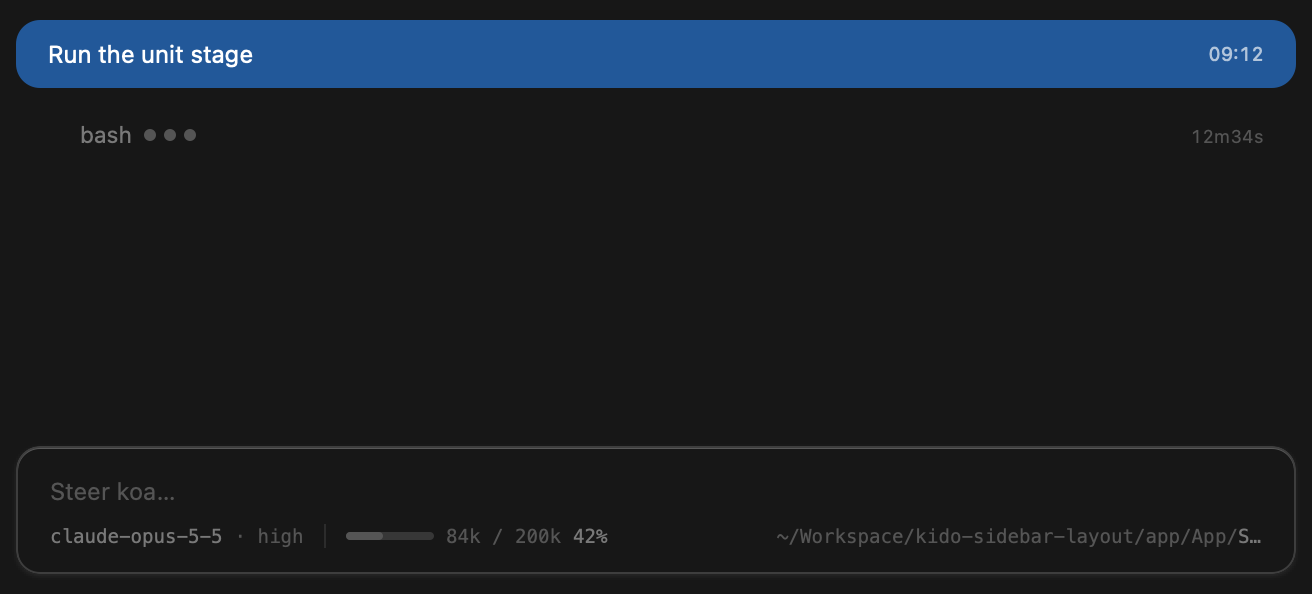 Run the unit stage 09:12
bash 12m34s
Steer koa...
claude-opus-5-5 · high 84k / 200k 42% ~/Workspace/kido-sidebar-layout/app/App/S…